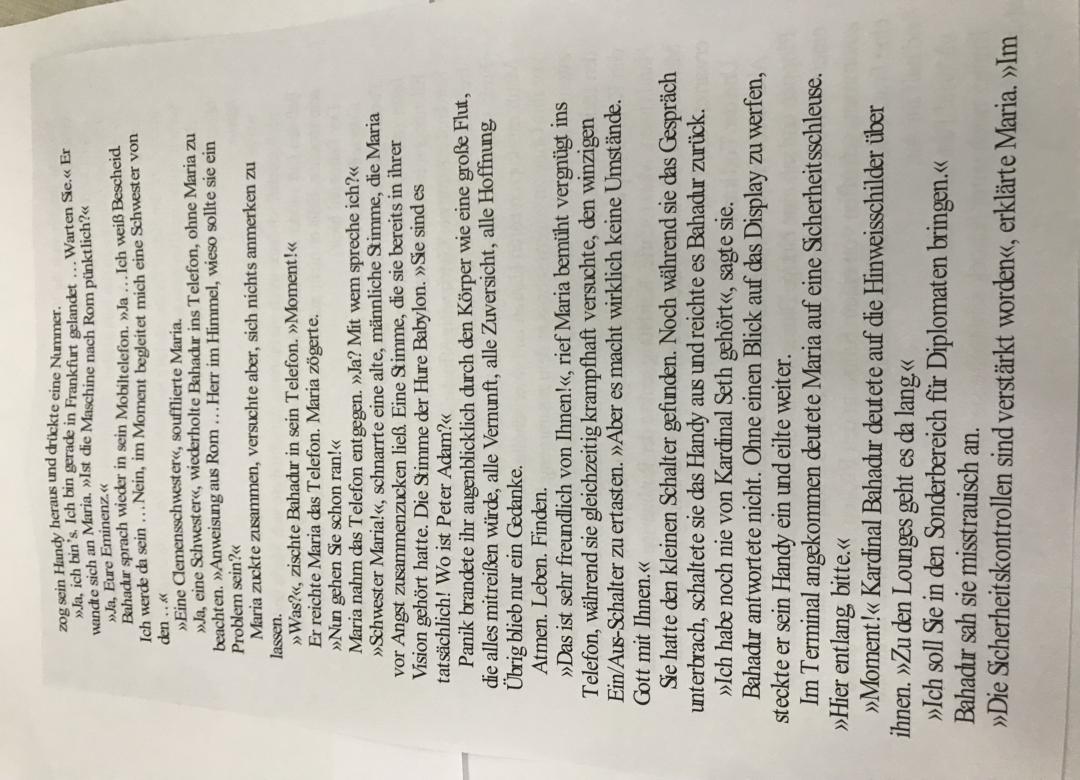 zog sein Handy heraus und drückte eine Nummer.
»Ja, ich bin's. Ich bin gerade in Frankfurt gelandet … Warten Sie.« Er
wandte sich an Maria. »Ist die Maschine nach Rom pünktlich?«
»Ja, Eure Eminenz.«
Bahadur sprach wieder in sein Mobiltelefon. »Ja … Ich weiß Bescheid.
Ich werde da sein … Nein, im Moment begleitet mich eine Schwester von
den …«
»Eine Clemensschwester«, soufflierte Maria.
»Ja, eine Schwester«, wiederholte Bahadur ins Telefon, ohne Maria zu
beachten. »Anweisung aus Rom … Herr im Himmel, wieso sollte sie ein
Problem sein?«
Maria zuckte zusammen, versuchte aber, sich nichts anmerken zu
lassen.
»Was?«, zischte Bahadur in sein Telefon. »Moment!«
Er reichte Maria das Telefon. Maria zögerte.
»Nun gehen Sie schon ran!«
Maria nahm das Telefon entgegen. »Ja? Mit wem spreche ich?«
»Schwester Maria!«, schnarrte eine alte, männliche Stimme, die Maria
vor Angst zusammenzucken ließ. Eine Stimme, die sie bereits in ihrer
Vision gehört hatte. Die Stimme der Hure Babylon. »Sie sind es
tatsächlich! Wo ist Peter Adam?«
Panik brandete ihr augenblicklich durch den Körper wie eine große Flut,
die alles mitreißen würde, alle Vernunft, alle Zuversicht, alle Hoffnung.
Übrig blieb nur ein Gedanke.
Atmen. Leben. Finden.
»Das ist sehr freundlich von Ihnen!«, rief Maria bemüht vergnügt ins
Telefon, während sie gleichzeitig krampfhaft versuchte, den winzigen
Ein/Aus-Schalter zu ertasten. »Aber es macht wirklich keine Umstände.
Gott mit Ihnen.«
Sie hatte den kleinen Schalter gefunden. Noch während sie das Gespräch
unterbrach, schaltete sie das Handy aus und reichte es Bahadur zurück.
»Ich habe noch nie von Kardinal Seth gehört«, sagte sie.
Bahadur antwortete nicht. Ohne einen Blick auf das Display zu werfen,
steckte er sein Handy ein und eilte weiter.
Im Terminal angekommen deutete Maria auf eine Sicherheitsschleuse.
»Hier entlang, bitte.«
»Moment!« Kardinal Bahadur deutete auf die Hinweisschilder über
ihnen. »Zu den Lounges geht es da lang.«
»Ich soll Sie in den Sonderbereich für Diplomaten bringen.«
Bahadur sah sie misstrauisch an.
»Die Sicherheitskontrollen sind verstärkt worden«, erklärte Maria. »Im